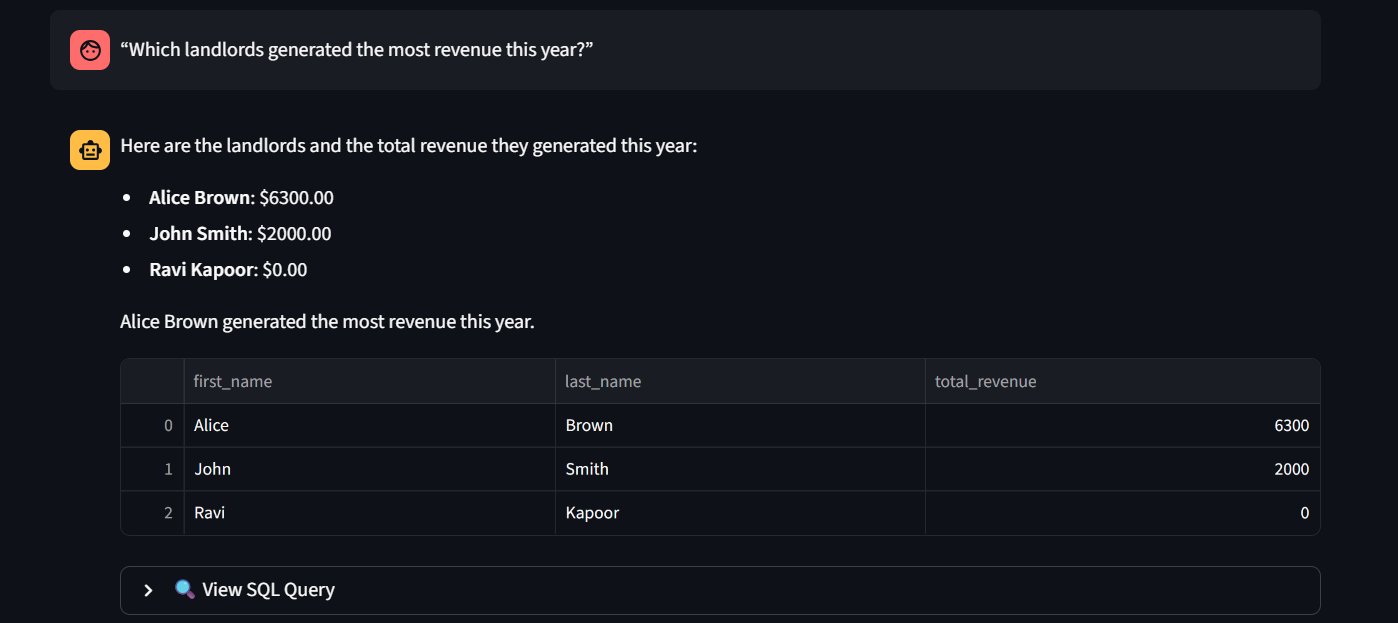 “Which landlords generated the most revenue this year?”
Here are the landlords and the total revenue they generated this year:
Alice Brown: $6300.00
John Smith: $2000.00
Ravi Kapoor: $0.00
Alice Brown generated the most revenue this year.
first_name last_name total_revenue
0 Alice Brown 6300
1 John Smith 2000
2 Ravi Kapoor 0
View SQL Query